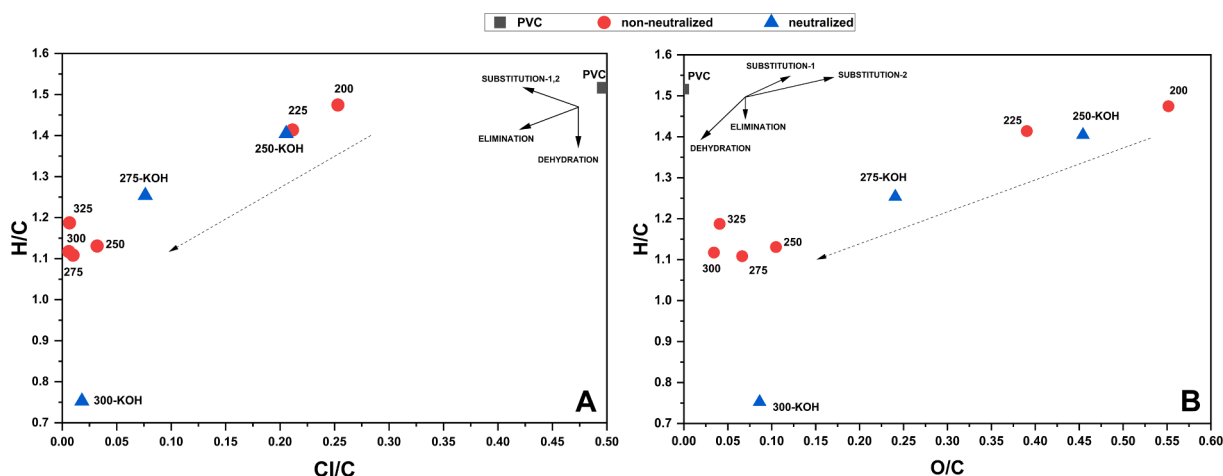 PVC non-neutralized neutralized
1.6
1.5
1.4
1.3
1.2
1.1
1.0
0.9
0.8
0.7
H/C
0.00 0.05 0.10 0.15 0.20 0.25 0.30 0.35 0.40 0.45 0.50
Cl/C
PVC
200
225
250-KOH
275-KOH
325
300
250
275
300-KOH
SUBSTITUTION-1,2
ELIMINATION
DEHYDRATION
A
1.6
1.5
1.4
1.3
1.2
1.1
1.0
0.9
0.8
0.7
H/C
0.00 0.05 0.10 0.15 0.20 0.25 0.30 0.35 0.40 0.45 0.50 0.55 0.60
O/C
PVC
SUBSTITUTION-1
SUBSTITUTION-2
ELIMINATION
DEHYDRATION
200
250-KOH
225
275-KOH
325
250
300
275
300-KOH
B